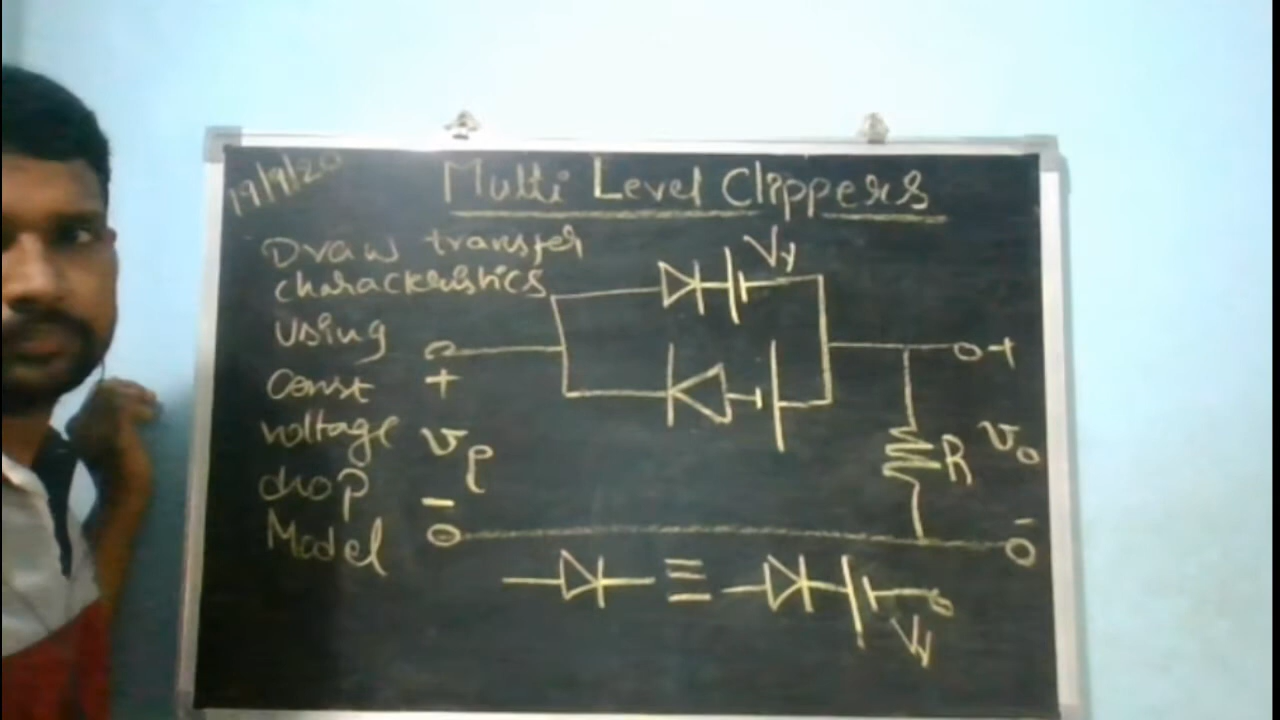 19/9/20
Multi Level Clippers
Draw transfer
characteristics
using
const
voltage
drop
Model
Vγ
+
+
vi
R
vo
-
-
Vγ